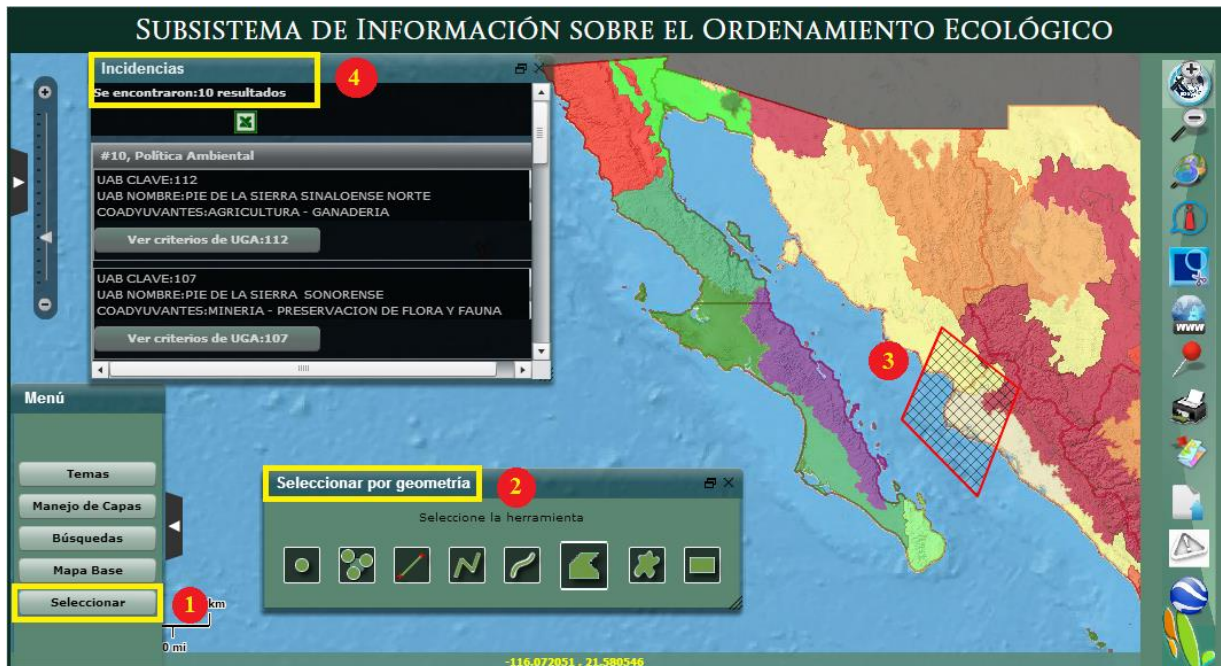 SUBSISTEMA DE INFORMACIÓN SOBRE EL ORDENAMIENTO ECOLÓGICO
Incidencias
4
Se encontraron:10 resultados
#10, Política Ambiental
UAB CLAVE:112
UAB NOMBRE:PIE DE LA SIERRA SINALOENSE NORTE
COADYUVANTES:AGRICULTURA - GANADERIA
Ver criterios de UGA:112
UAB CLAVE:107
UAB NOMBRE:PIE DE LA SIERRA SONORENSE
COADYUVANTES:MINERIA - PRESERVACION DE FLORA Y FAUNA
Ver criterios de UGA:107
3
www
Menú
Temas
Manejo de Capas
Búsquedas
Mapa Base
Seleccionar
1
km
0 mi
Seleccionar por geometría
2
Seleccione la herramienta
-116.072051 , 21.580546